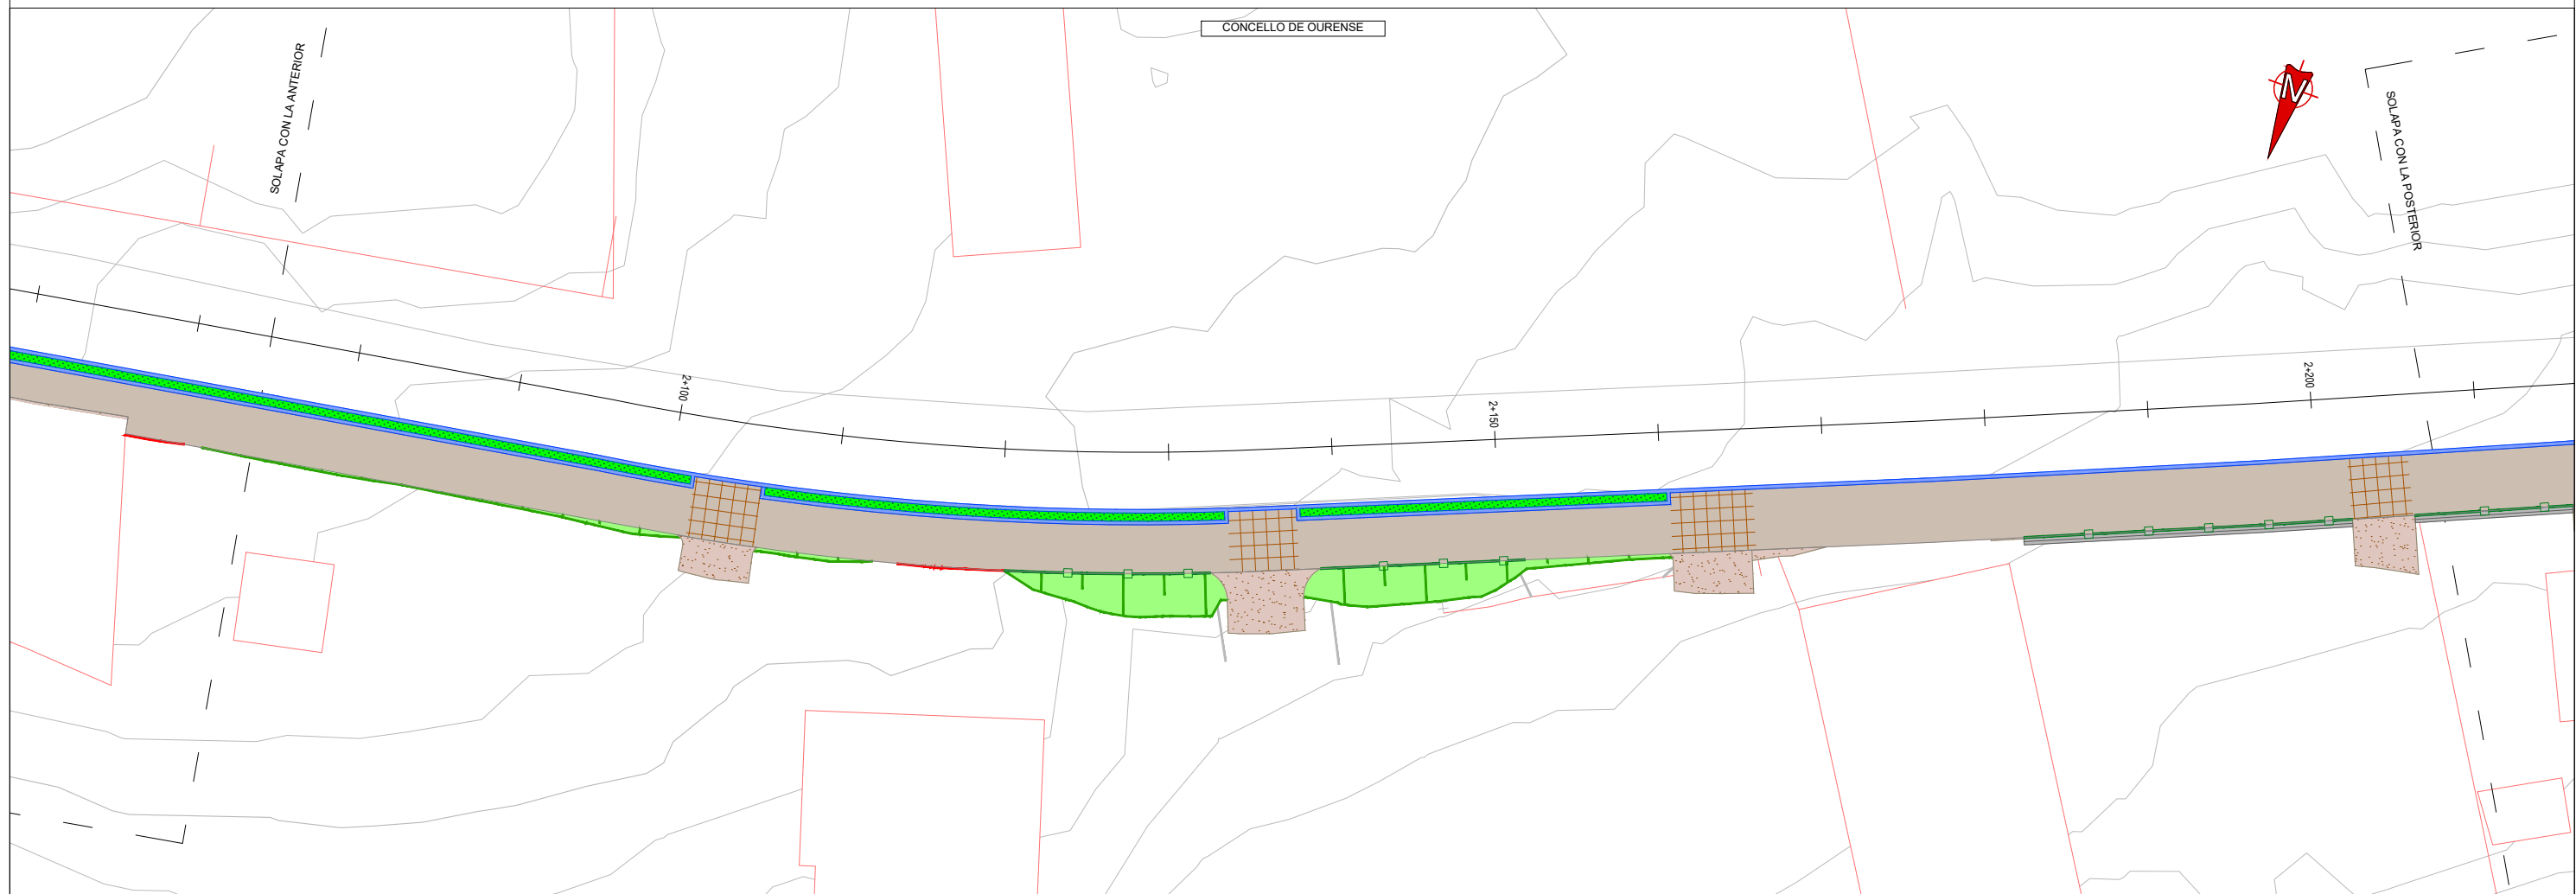 CONCELLO DE OURENSE
SOLAPA CON LA ANTERIOR
N
SOLAPA CON LA POSTERIOR
2+100
2+150
2+200